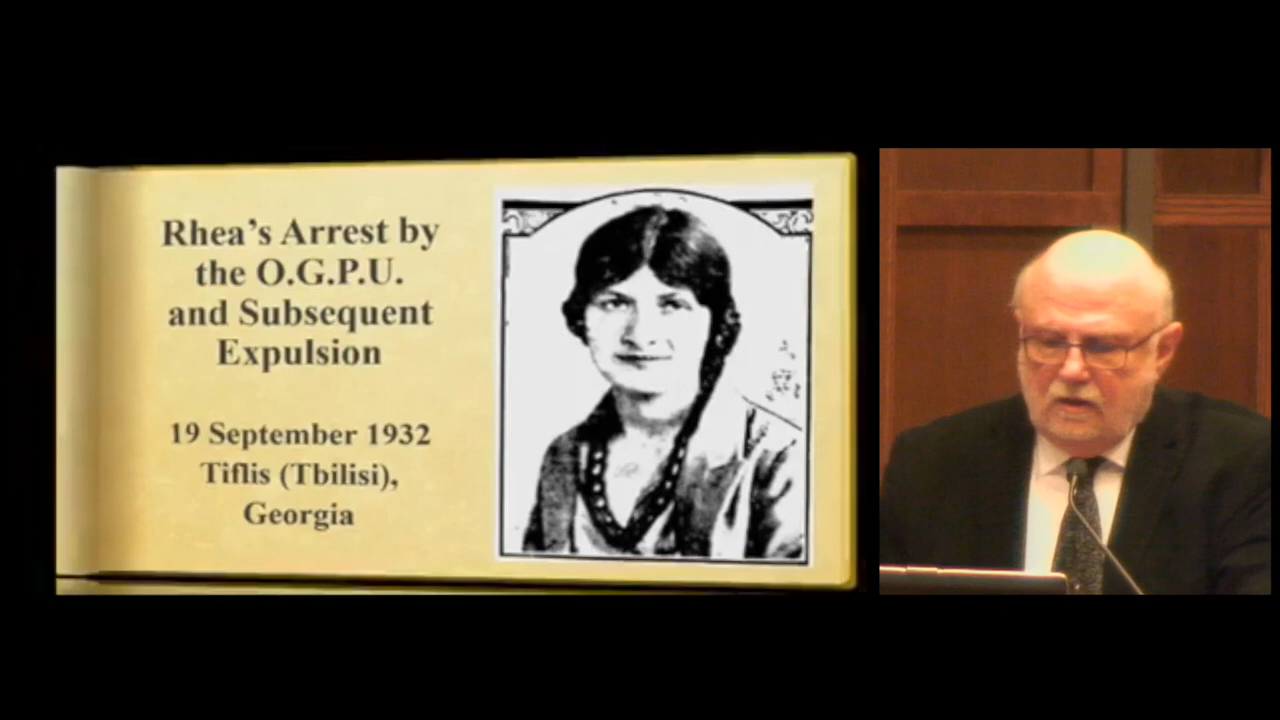 Rhea's Arrest by
the O.G.P.U.
and Subsequent
Expulsion
19 September 1932
Tiflis (Tbilisi),
Georgia